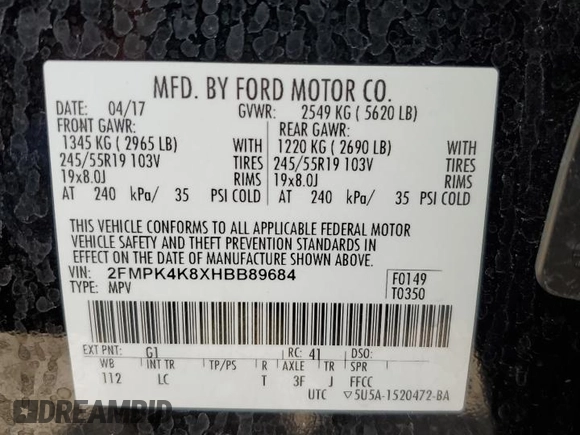 MFD. BY FORD MOTOR CO.
DATE: 04/17 GVWR: 2549 KG ( 5620 LB)
FRONT GAWR: REAR GAWR:
1345 KG ( 2965 LB) WITH 1220 KG ( 2690 LB) WITH
245/55R19 103V TIRES 245/55R19 103V TIRES
19x8.0J RIMS 19x8.0J RIMS
AT 240 kPa/ 35 PSI COLD AT 240 kPa/ 35 PSI COLD
THIS VEHICLE CONFORMS TO ALL APPLICABLE FEDERAL MOTOR
VEHICLE SAFETY AND THEFT PREVENTION STANDARDS IN
EFFECT ON THE DATE OF MANUFACTURE SHOWN ABOVE.
VIN: 2FMPK4K8XHBB89684 F0149
TYPE: MPV T0350
EXT PNT: G1 RC: 41 DSO:
WB INT TR TP/PS R AXLE TR SPR
112 LC T 3F J FFCC
UTC ▽5U5A-1520472-BA
DREAMBID